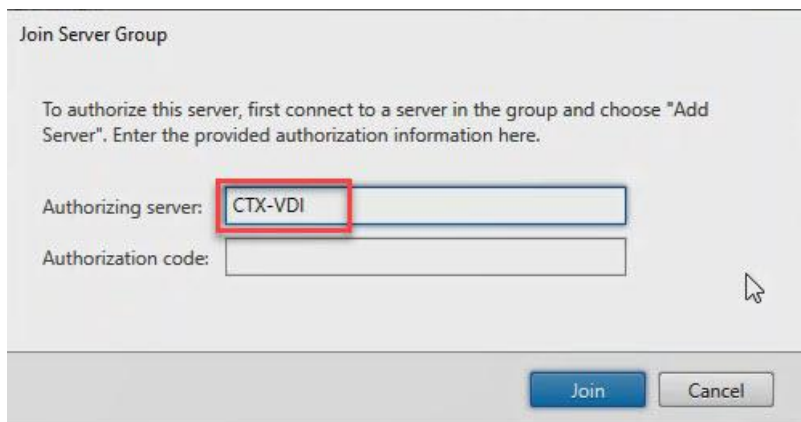 Join Server Group
To authorize this server, first connect to a server in the group and choose "Add
Server". Enter the provided authorization information here.
Authorizing server: CTX-VDI
Authorization code:
Join Cancel